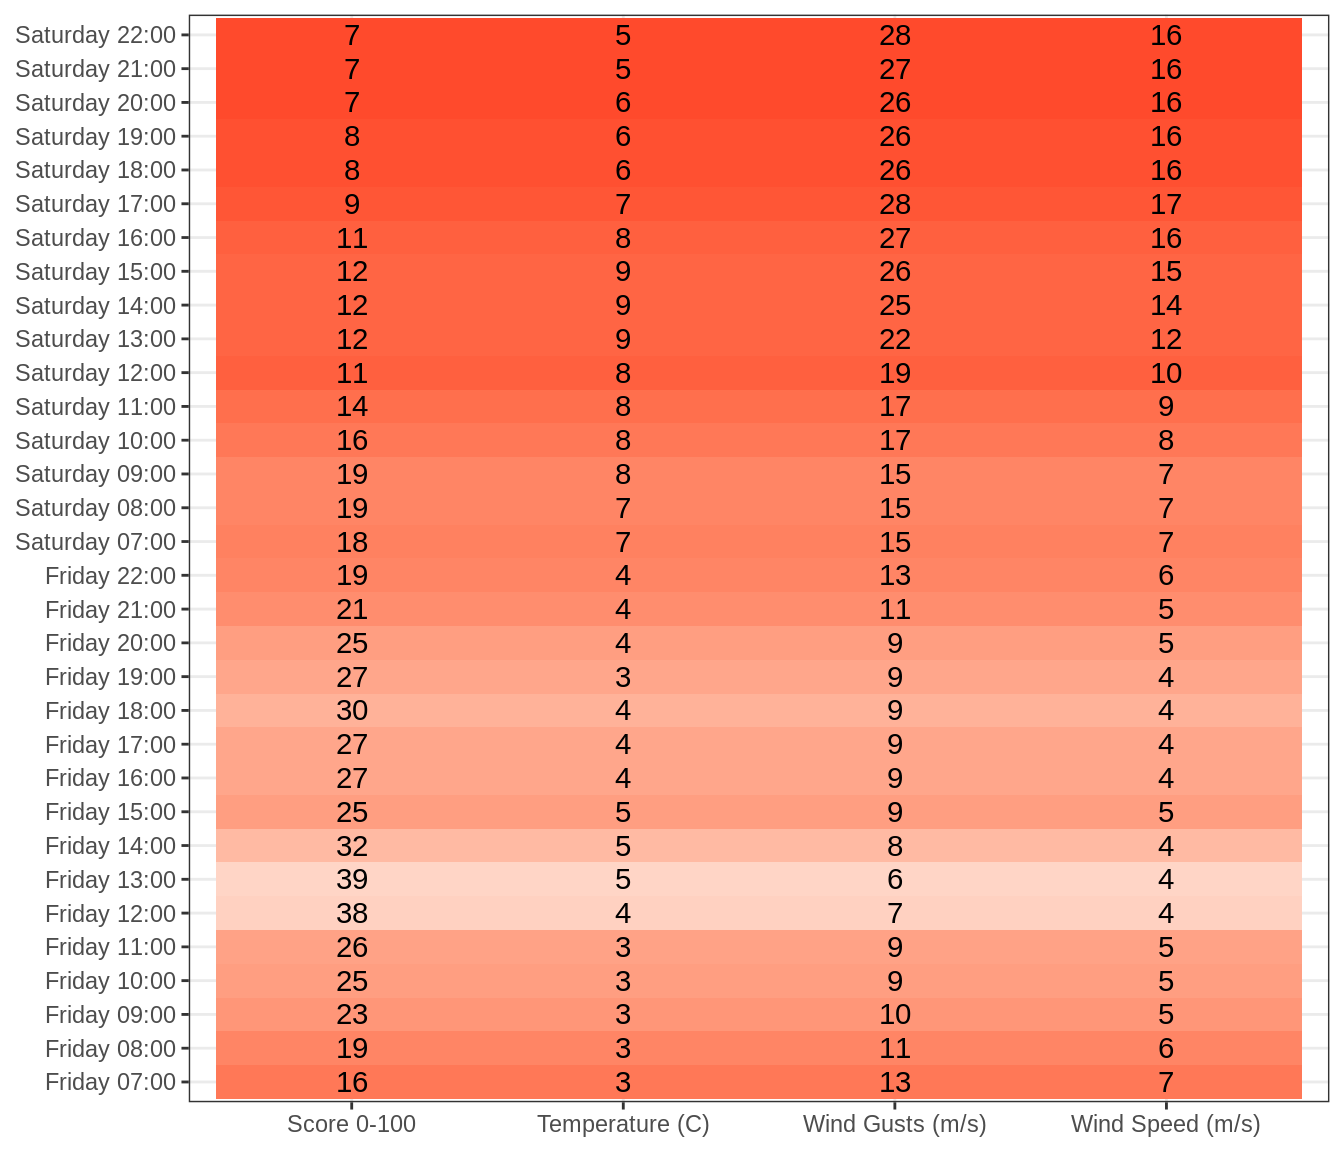 Saturday 22:00 7 5 28 16
Saturday 21:00 7 5 27 16
Saturday 20:00 7 6 26 16
Saturday 19:00 8 6 26 16
Saturday 18:00 8 6 26 16
Saturday 17:00 9 7 28 17
Saturday 16:00 11 8 27 16
Saturday 15:00 12 9 26 15
Saturday 14:00 12 9 25 14
Saturday 13:00 12 9 22 12
Saturday 12:00 11 8 19 10
Saturday 11:00 14 8 17 9
Saturday 10:00 16 8 17 8
Saturday 09:00 19 8 15 7
Saturday 08:00 19 7 15 7
Saturday 07:00 18 7 15 7
Friday 22:00 19 4 13 6
Friday 21:00 21 4 11 5
Friday 20:00 25 4 9 5
Friday 19:00 27 3 9 4
Friday 18:00 30 4 9 4
Friday 17:00 27 4 9 4
Friday 16:00 27 4 9 4
Friday 15:00 25 5 9 5
Friday 14:00 32 5 8 4
Friday 13:00 39 5 6 4
Friday 12:00 38 4 7 4
Friday 11:00 26 3 9 5
Friday 10:00 25 3 9 5
Friday 09:00 23 3 10 5
Friday 08:00 19 3 11 6
Friday 07:00 16 3 13 7
Score 0-100 Temperature (C) Wind Gusts (m/s) Wind Speed (m/s)